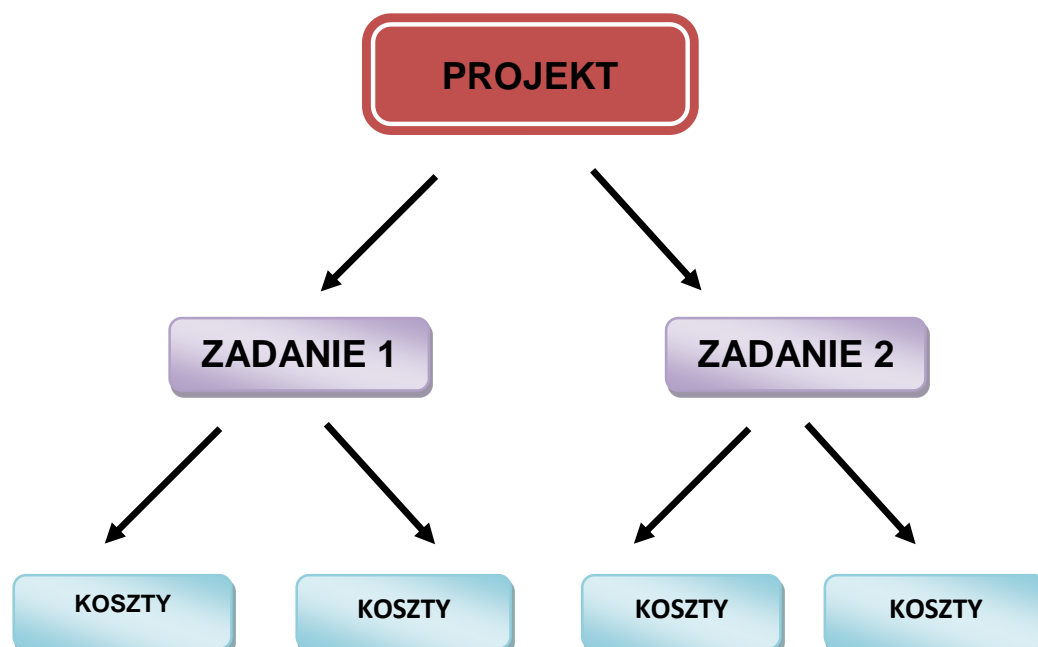 PROJEKT
ZADANIE 1
ZADANIE 2
KOSZTY
KOSZTY
KOSZTY
KOSZTY